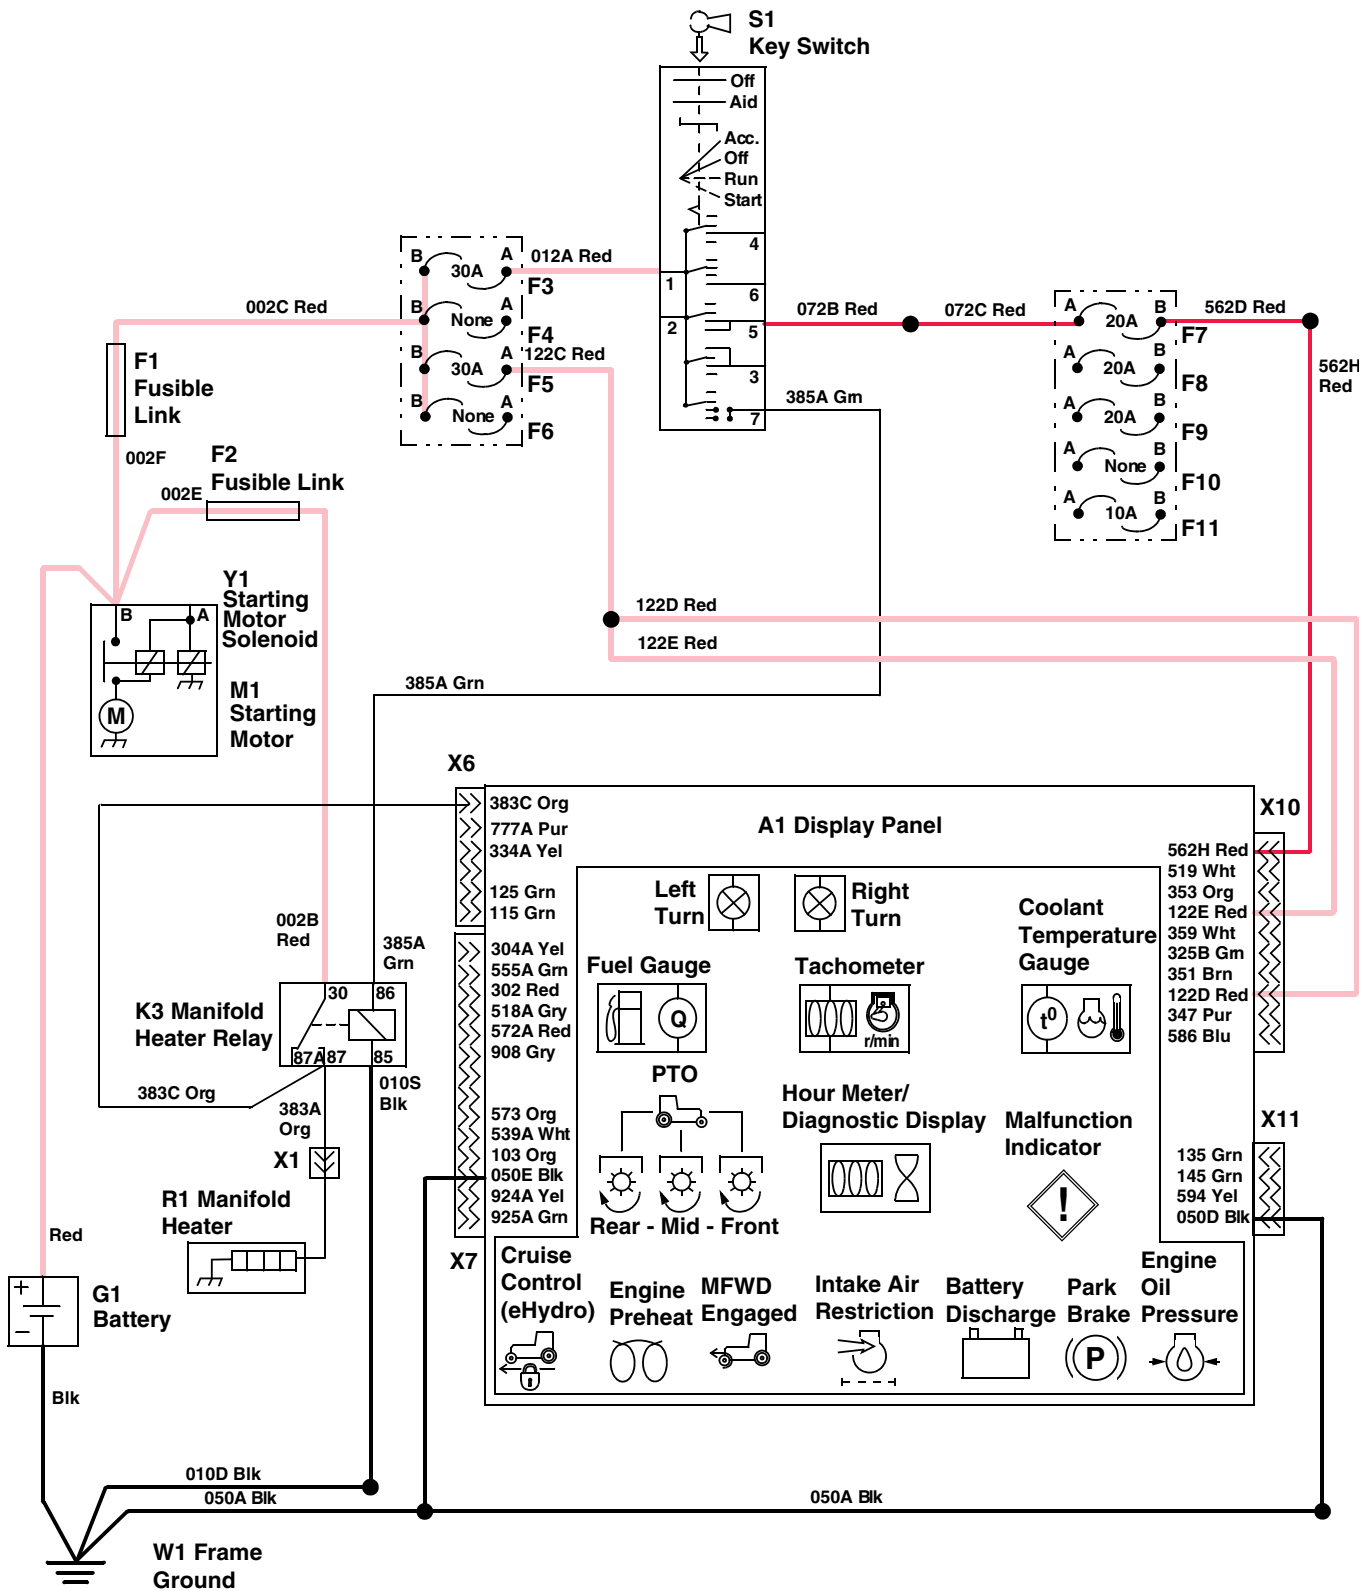 S1
Key Switch
Off
Aid
Acc.
Off
Run
Start
4
1
6
2
5
3
7
B
A
30A
012A Red
F3
B
A
None
F4
B
A
30A
122C Red
F5
B
A
None
F6
002C Red
072B Red
072C Red
A
B
20A
562D Red
F7
A
B
20A
F8
A
B
20A
F9
A
B
None
F10
A
B
10A
F11
562H
Red
385A Grn
F1
Fusible
Link
002F
F2
Fusible Link
002E
Y1
Starting
Motor
Solenoid
B
A
M
M1
Starting
Motor
122D Red
122E Red
385A Grn
X6
383C Org
777A Pur
334A Yel
125 Grn
115 Grn
304A Yel
555A Grn
302 Red
518A Gry
572A Red
908 Gry
573 Org
539A Wht
103 Org
050E Blk
924A Yel
925A Grn
X7
A1 Display Panel
X10
562H Red
519 Wht
353 Org
122E Red
359 Wht
325B Grn
351 Brn
122D Red
347 Pur
586 Blu
X11
135 Grn
145 Grn
594 Yel
050D Blk
Left
Turn
Right
Turn
Coolant
Temperature
Gauge
t0
Fuel Gauge
Q
Tachometer
r/min
PTO
Rear - Mid - Front
Hour Meter/
Diagnostic Display
Malfunction
Indicator
!
Cruise
Control
(eHydro)
Engine
Preheat
MFWD
Engaged
Intake Air
Restriction
Battery
Discharge
Park
Brake
P
Engine
Oil
Pressure
002B
Red
385A
Grn
K3 Manifold
Heater Relay
30
86
87A
87
85
383C Org
383A
Org
010S
Blk
X1
R1 Manifold
Heater
Red
+
−
G1
Battery
Blk
010D Blk
050A Blk
050A Blk
W1 Frame
Ground